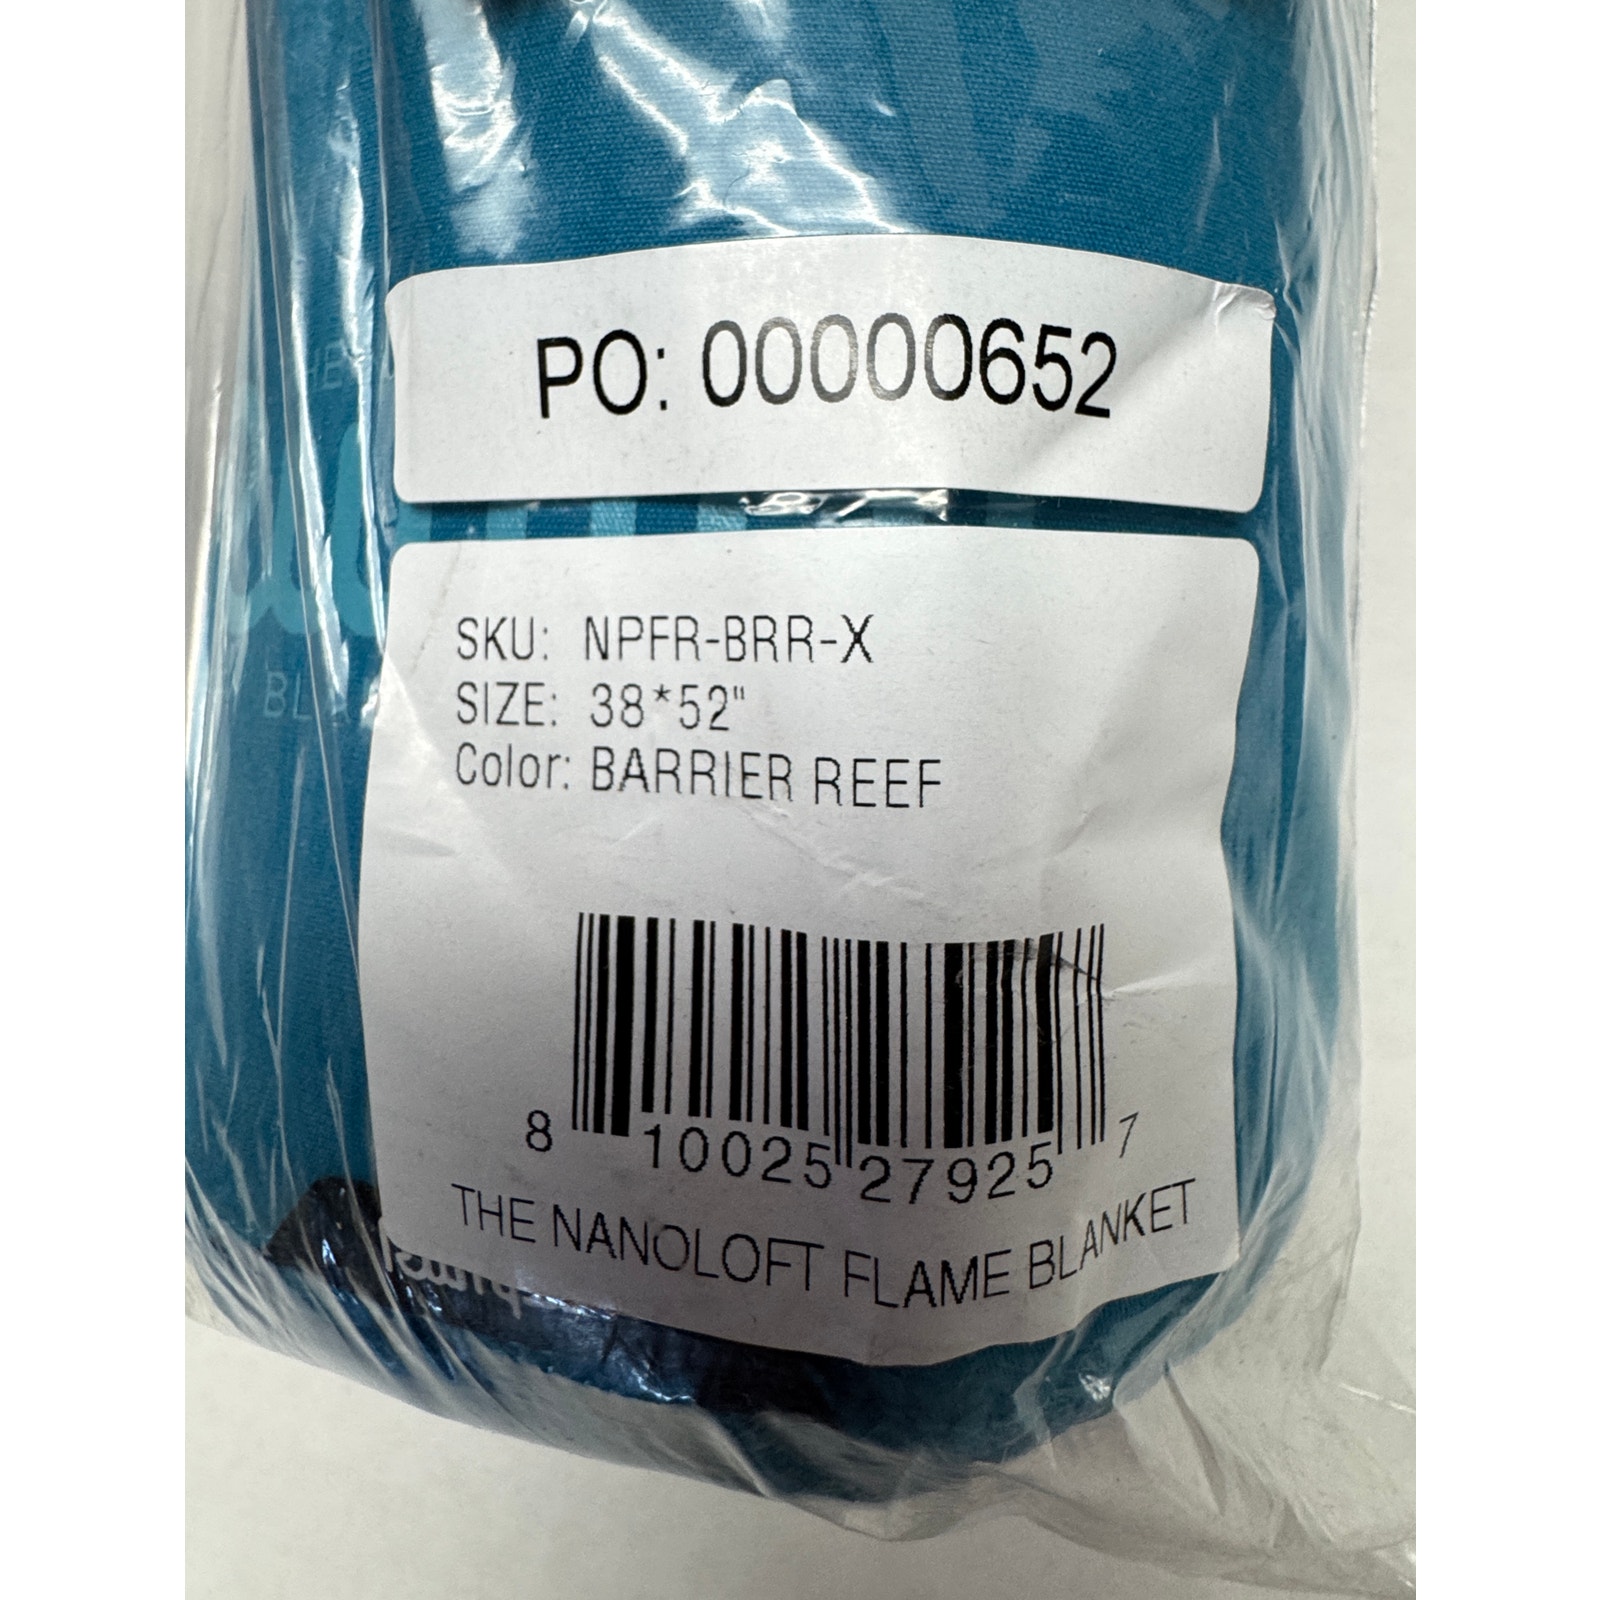 PO: 00000652
SKU: NPFR-BRR-X
SIZE: 38*52"
Color: BARRIER REEF
8 10025 27925 7
THE NANOLOFT FLAME BLANKET